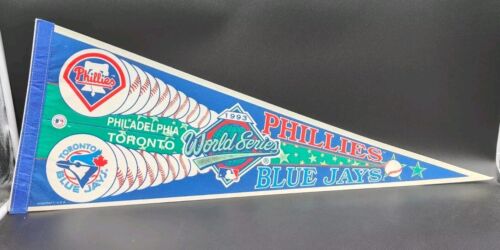 Phillies
PHILADELPHIA
TORONTO
TORONTO
BLUE JAYS
1993
World Series
PHILLIES
BLUE JAYS